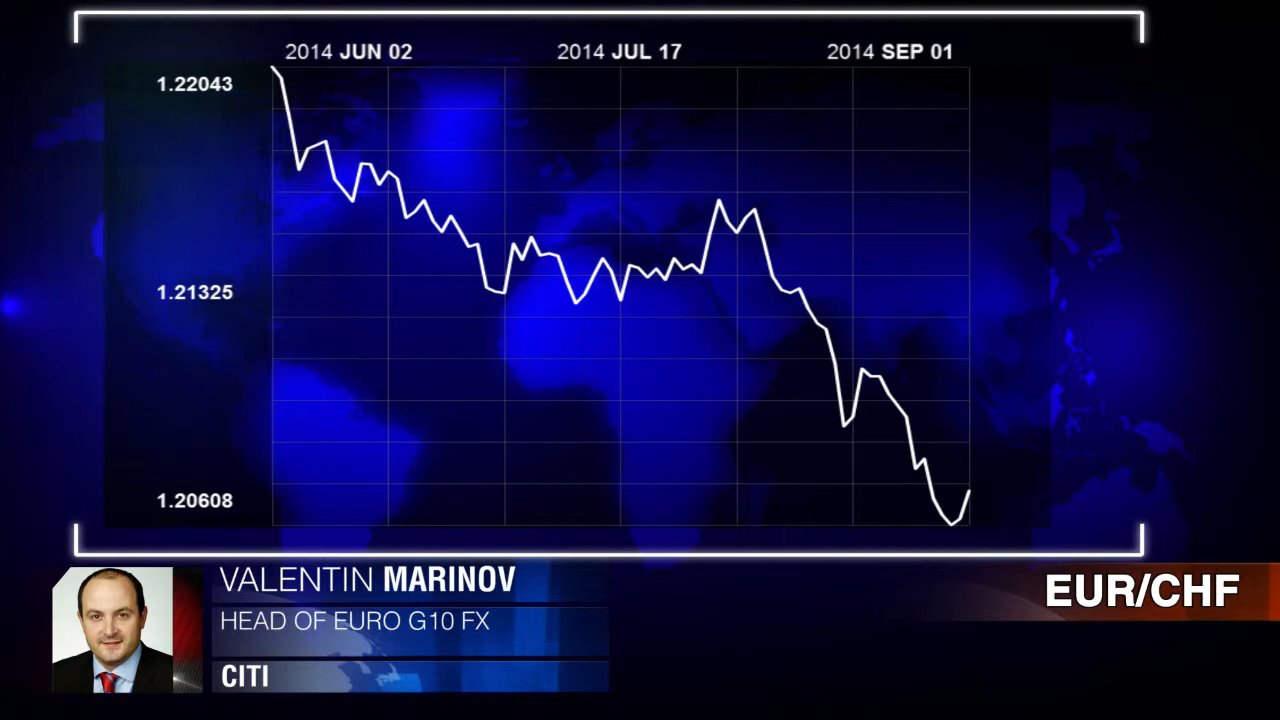 2014 JUN 02 2014 JUL 17 2014 SEP 01
1.22043
1.21325
1.20608
VALENTIN MARINOV
HEAD OF EURO G10 FX
CITI
EUR/CHF